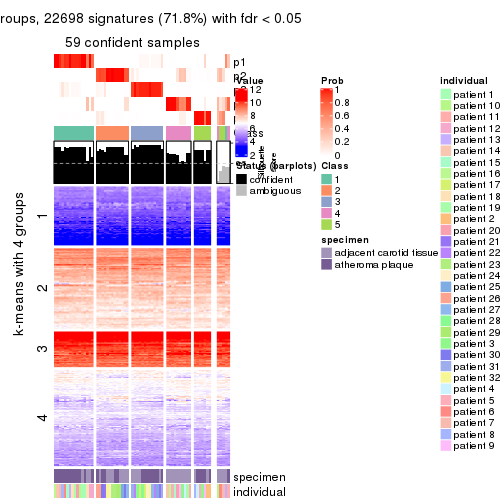 roups, 22698 signatures (71.8%) with fdr < 0.05
59 confident samples
p1
p2
Class
Silhouette
score
k-means with 4 groups
1
2
3
4
specimen
individual
Value
12
10
8
6
4
2
Status (barplots)
confident
ambiguous
Prob
1
0.8
0.6
0.4
0.2
0
Class
1
2
3
4
5
specimen
adjacent carotid tissue
atheroma plaque
individual
patient 1
patient 10
patient 11
patient 12
patient 13
patient 14
patient 15
patient 16
patient 17
patient 18
patient 19
patient 2
patient 20
patient 21
patient 22
patient 23
patient 24
patient 25
patient 26
patient 27
patient 28
patient 29
patient 3
patient 30
patient 31
patient 32
patient 4
patient 5
patient 6
patient 7
patient 8
patient 9